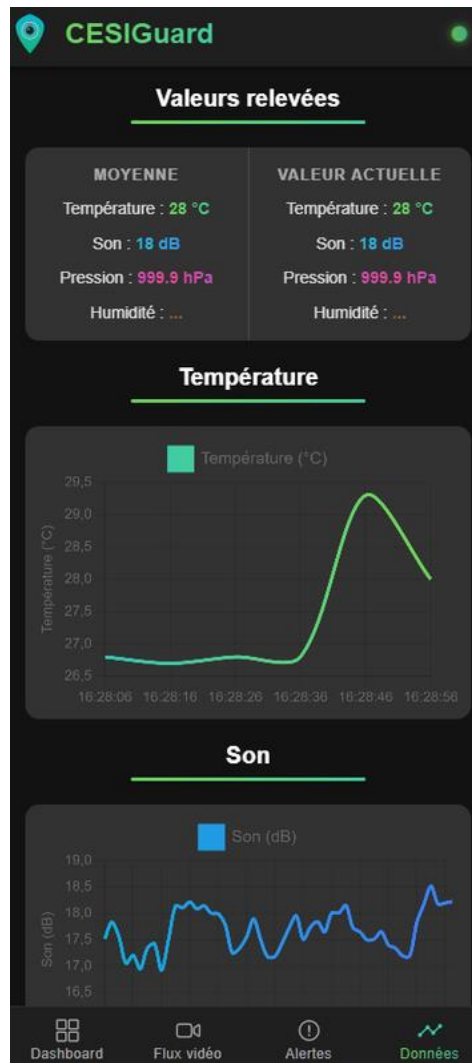 CESIGuard
Valeurs relevées
MOYENNE
Température : 28 °C
Son : 18 dB
Pression : 999.9 hPa
Humidité : ...
VALEUR ACTUELLE
Température : 28 °C
Son : 18 dB
Pression : 999.9 hPa
Humidité : ...
Température
Température (°C)
Température (°C)
29,5
29,0
28,5
28,0
27,5
27,0
26,5
16:28:06 16:28:16 16:28:26 16:28:36 16:28:46 16:28:56
Son
Son (dB)
Son (dB)
19,0
18,5
18,0
17,5
17,0
16,5
Dashboard Flux vidéo Alertes Données